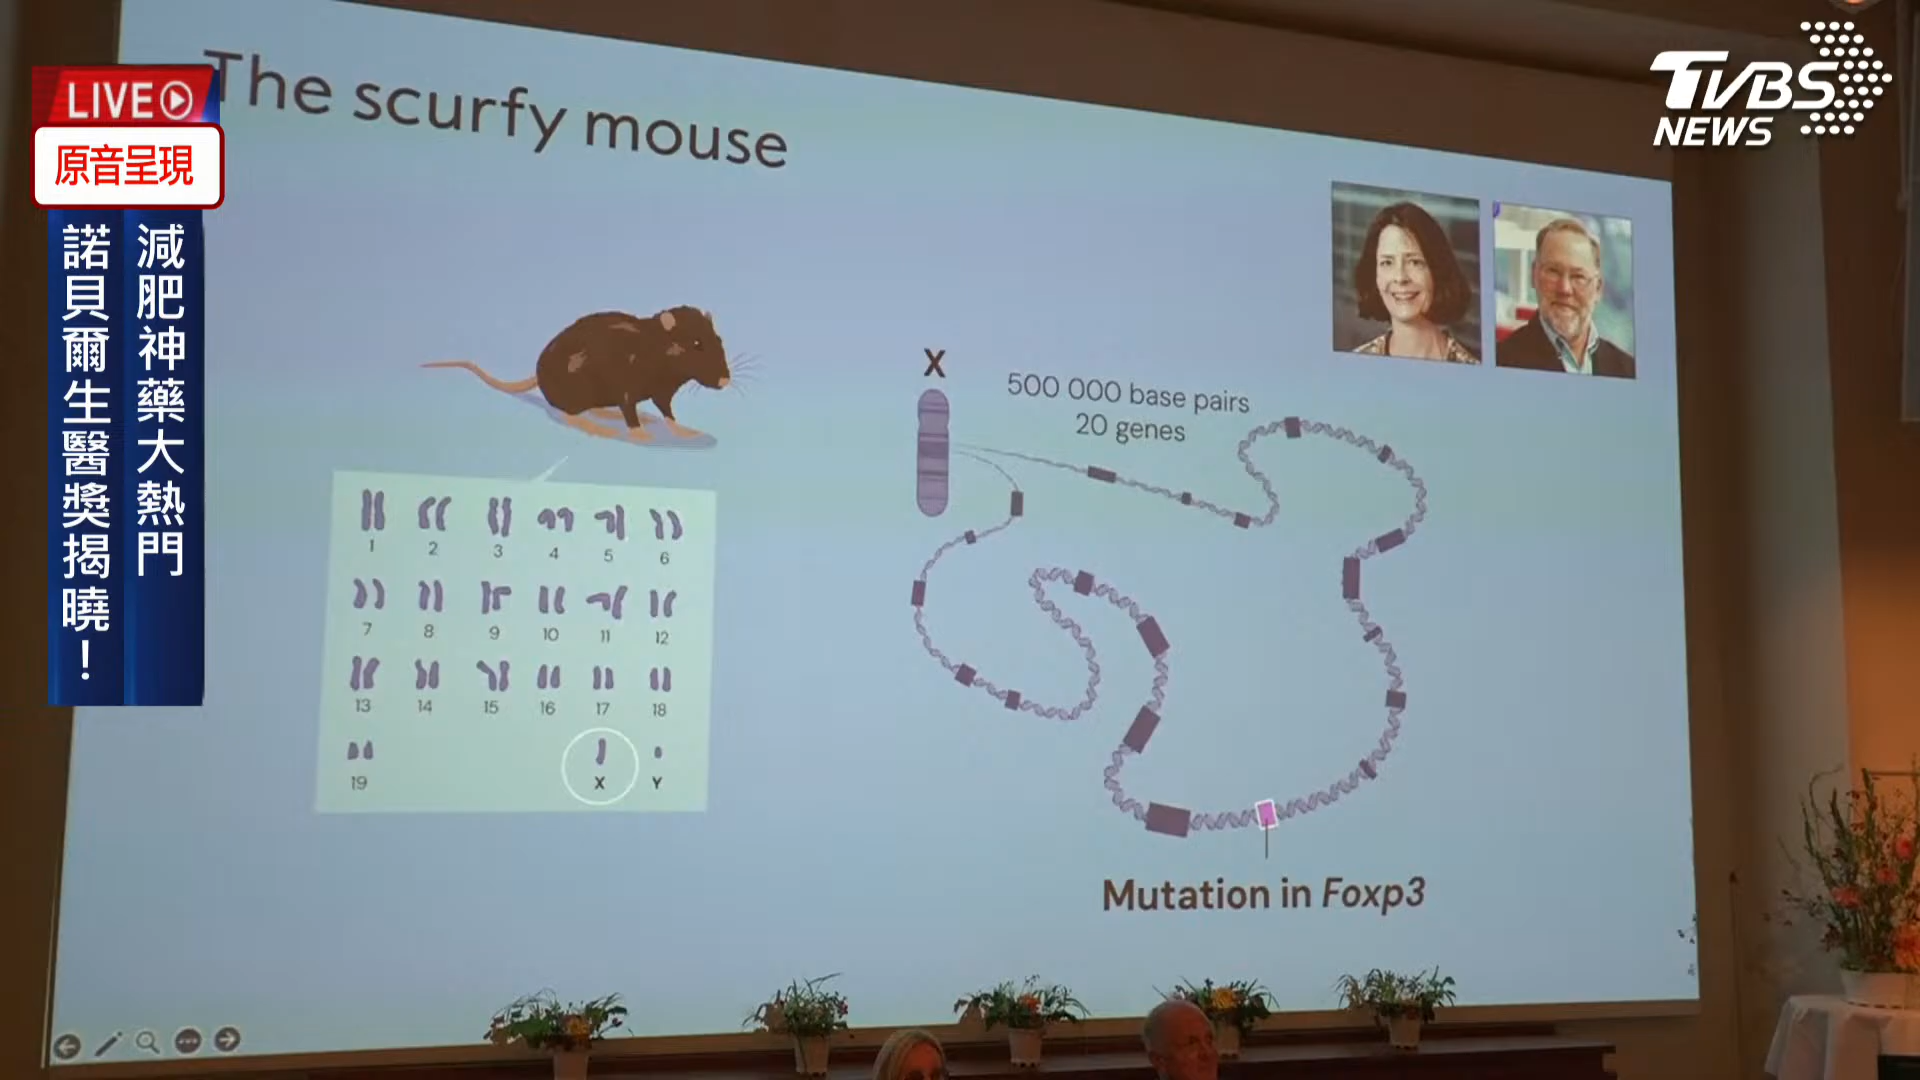 The scurfy mouse
LIVE
原音呈現
減肥神藥大熱門
諾貝爾生醫獎揭曉！
TVBS
NEWS
X
500 000 base pairs
20 genes
1 2 3 4 5 6
7 8 9 10 11 12
13 14 15 16 17 18
19 X Y
Mutation in Foxp3